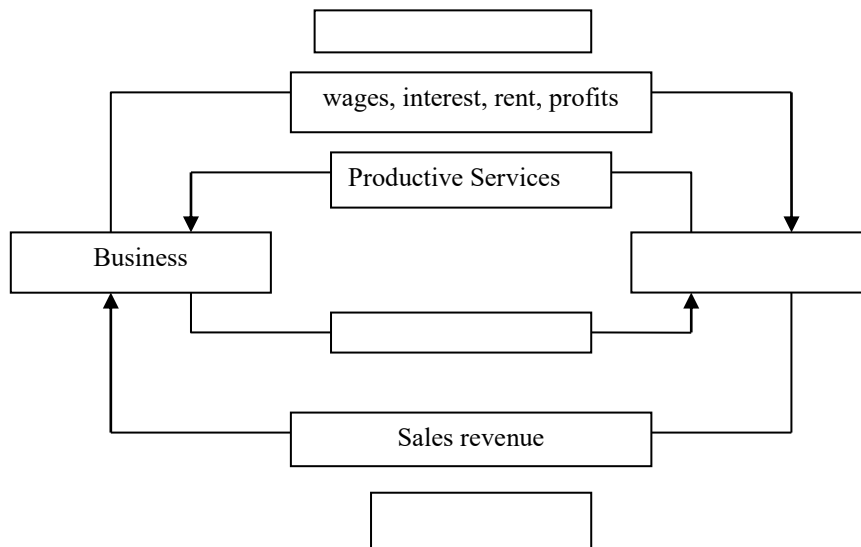 wages, interest, rent, profits
Productive Services
Business
Sales revenue